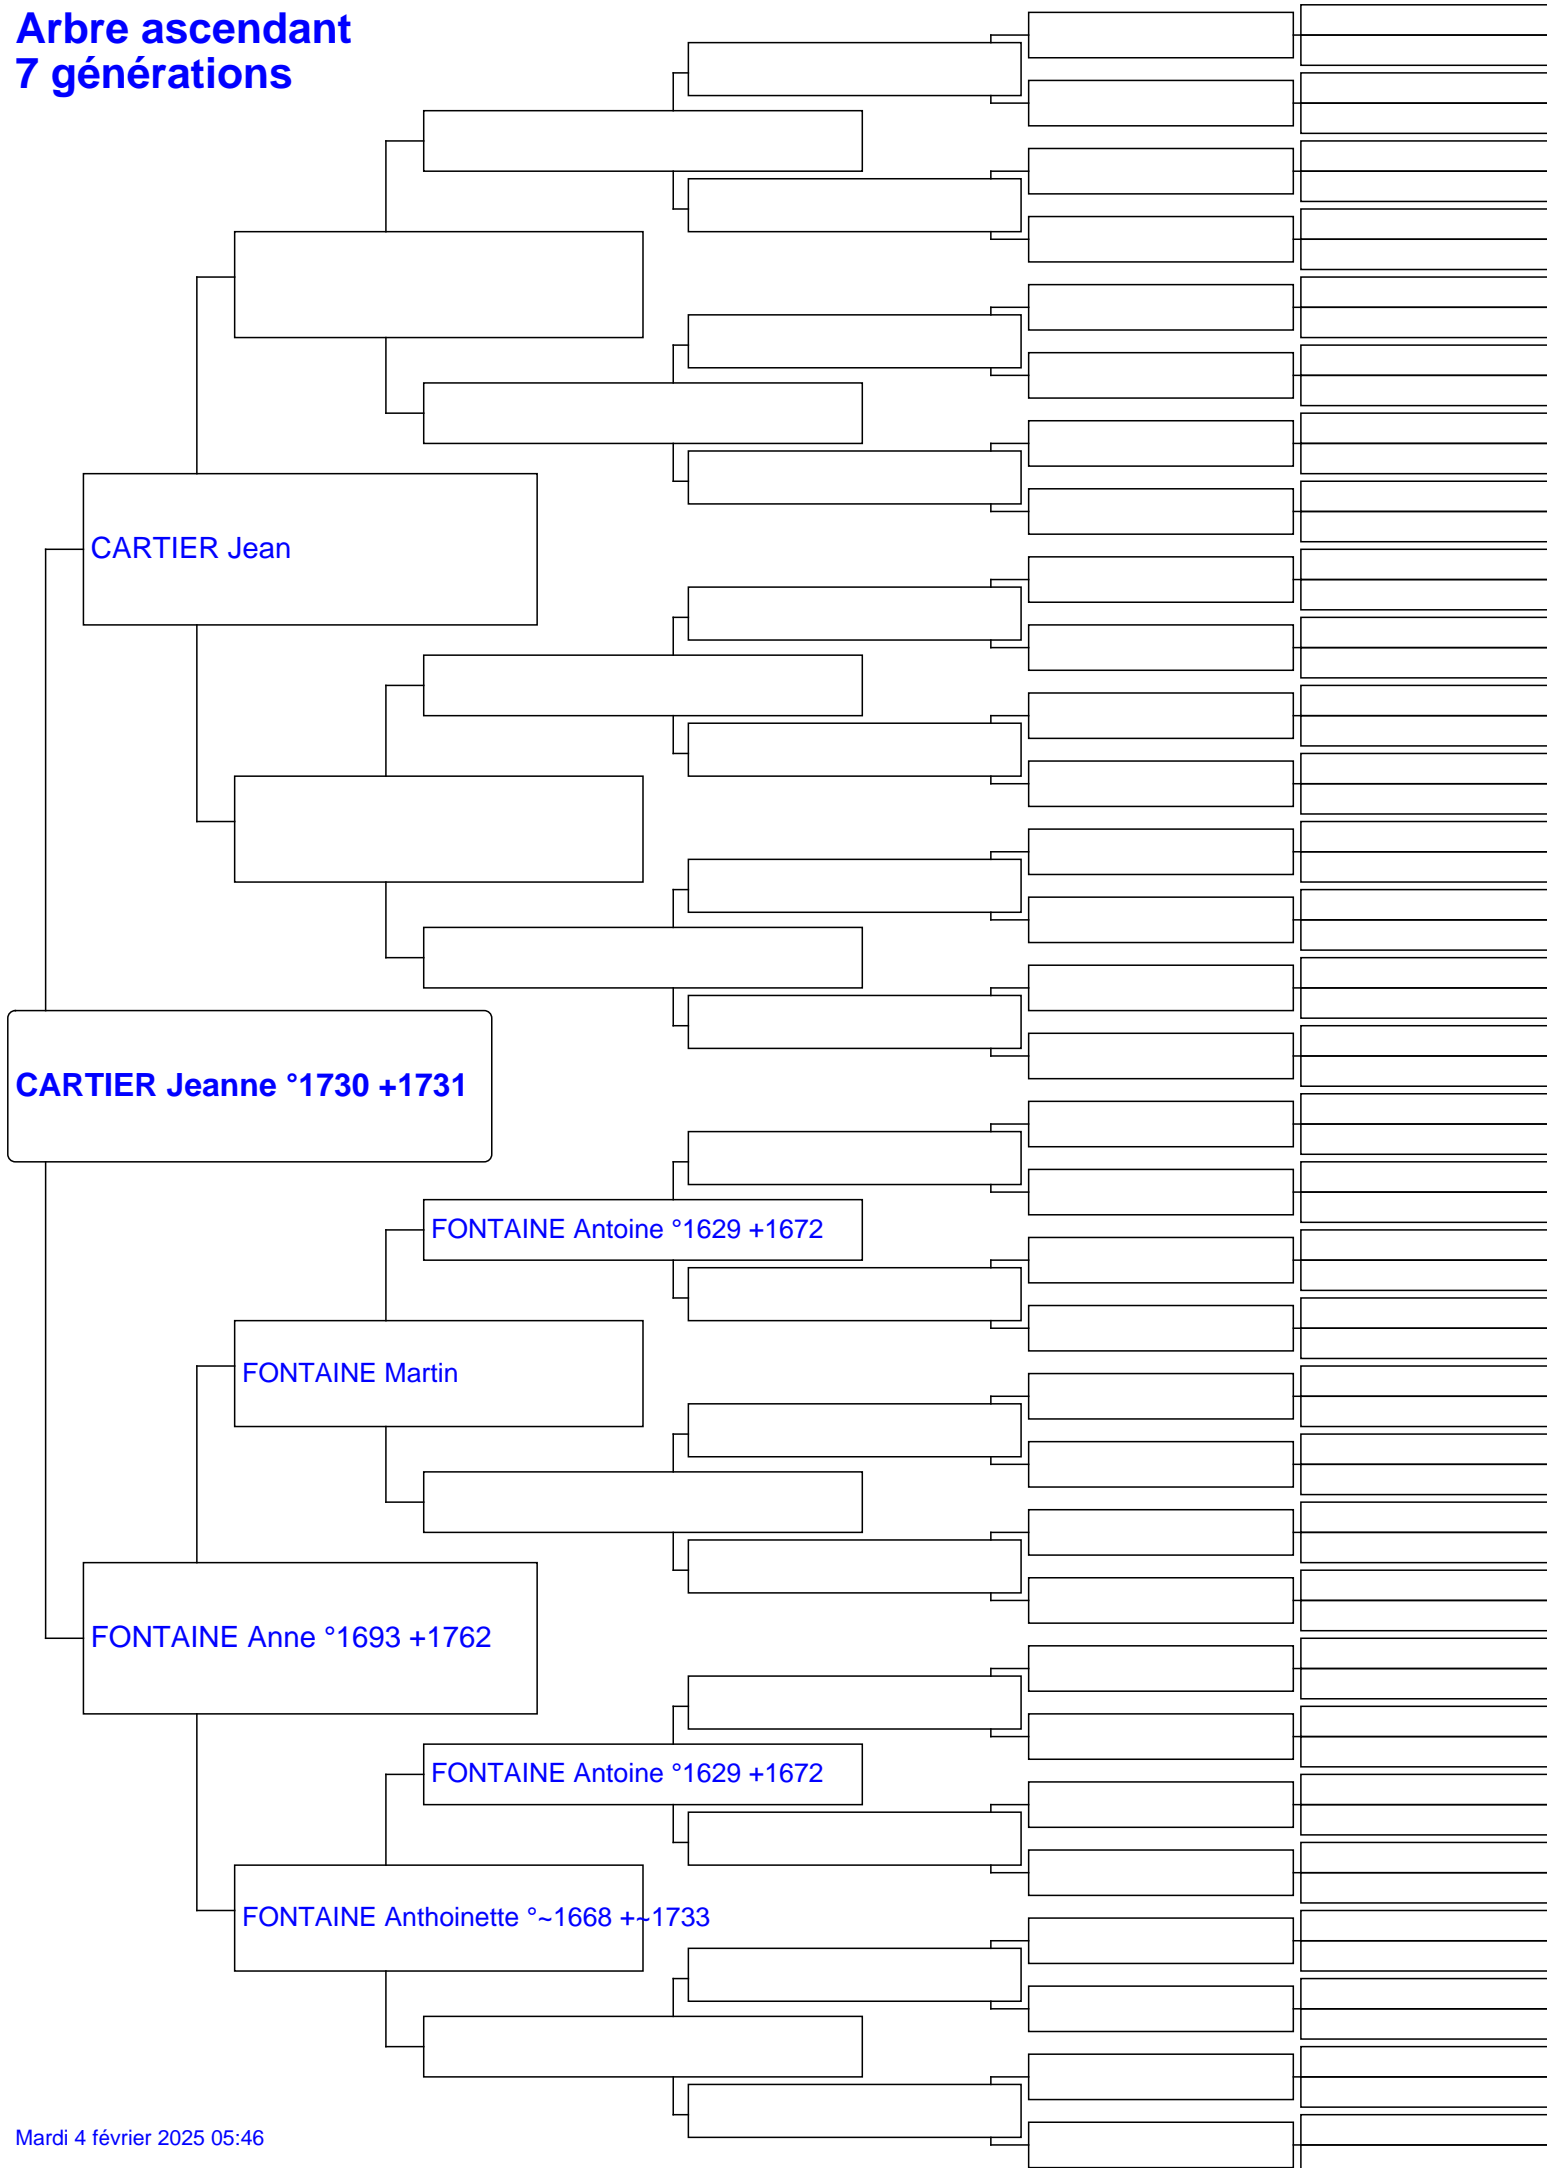 Arbre ascendant
7 générations
CARTIER Jean
CARTIER Jeanne °1730 +1731
FONTAINE Antoine °1629 +1672
FONTAINE Martin
FONTAINE Anne °1693 +1762
FONTAINE Antoine °1629 +1672
FONTAINE Anthoinette °~1668 +~1733
Mardi 4 février 2025 05:46